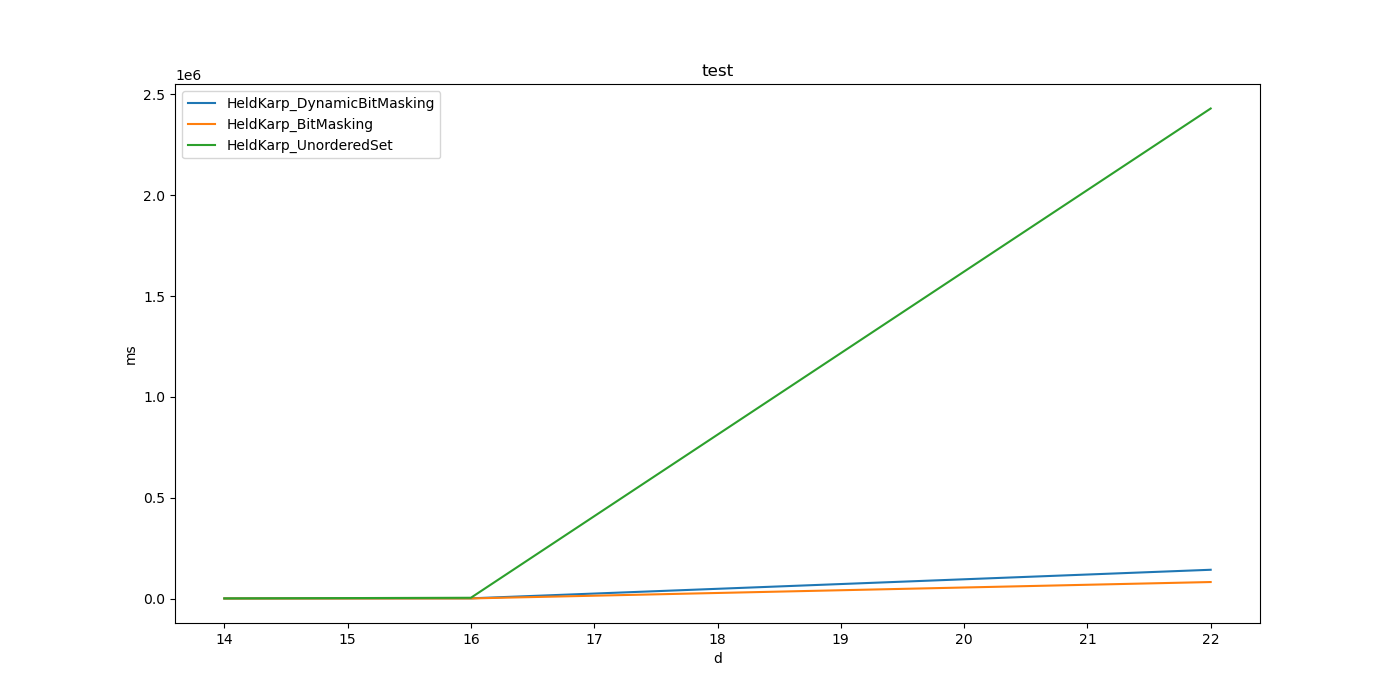 test
1e6
HeldKarp_DynamicBitMasking
HeldKarp_BitMasking
HeldKarp_UnorderedSet
2.5
2.0
1.5
1.0
0.5
0.0
ms
14 15 16 17 18 19 20 21 22
d